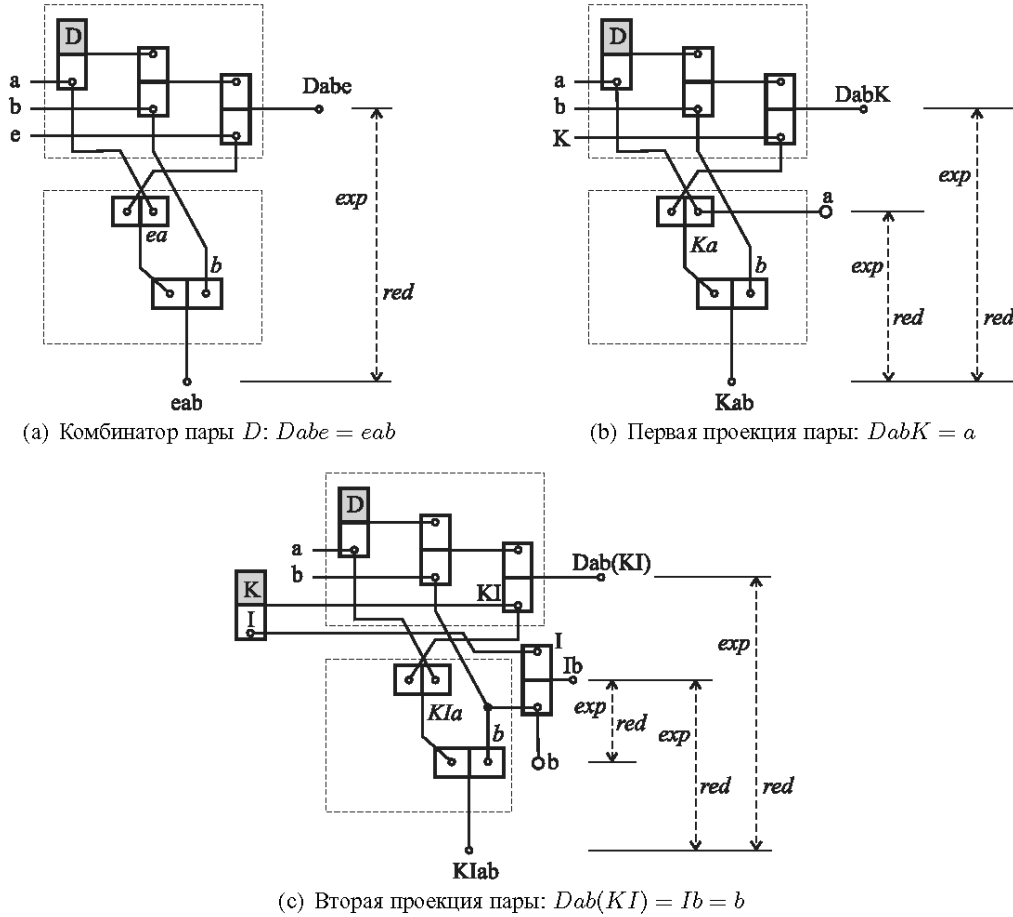 D
a
b
e
Dabe
ea
b
exp
red
eab
(a) Комбинатор пары D: Dabe = eab
D
a
b
K
DabK
a
Ka
b
exp
red
exp
red
Kab
(b) Первая проекция пары: DabK = a
D
a
b
Dab(KI)
K
KI
I
I
Ib
KIa
b
b
exp
red
exp
red
exp
red
KIab
(c) Вторая проекция пары: Dab(KI) = Ib = b